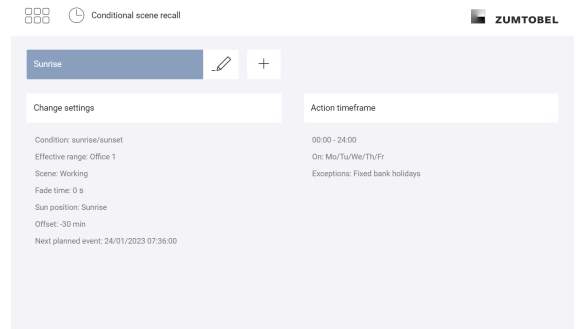 Conditional scene recall
ZUMTOBEL
Sunrise
Change settings
Condition: sunrise/sunset
Effective range: Office 1
Scene: Working
Fade time: 0 s
Sun position: Sunrise
Offset: -30 min
Next planned event: 24/01/2023 07:36:00
Action timeframe
00:00 - 24:00
On: Mo/Tu/We/Th/Fr
Exceptions: Fixed bank holidays